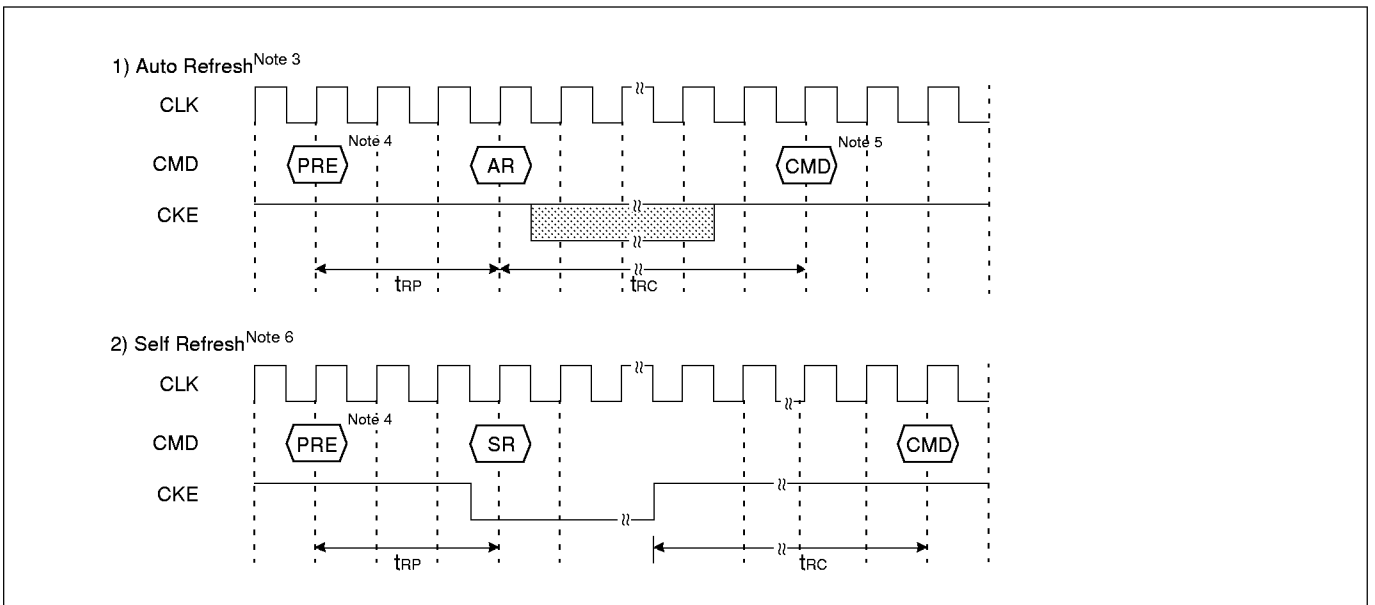 1) Auto Refresh Note 3
CLK
CMD PRE Note 4 AR CMD Note 5
CKE
tRP tRC
2) Self Refresh Note 6
CLK
CMD PRE Note 4 SR CMD
CKE
tRP tRC